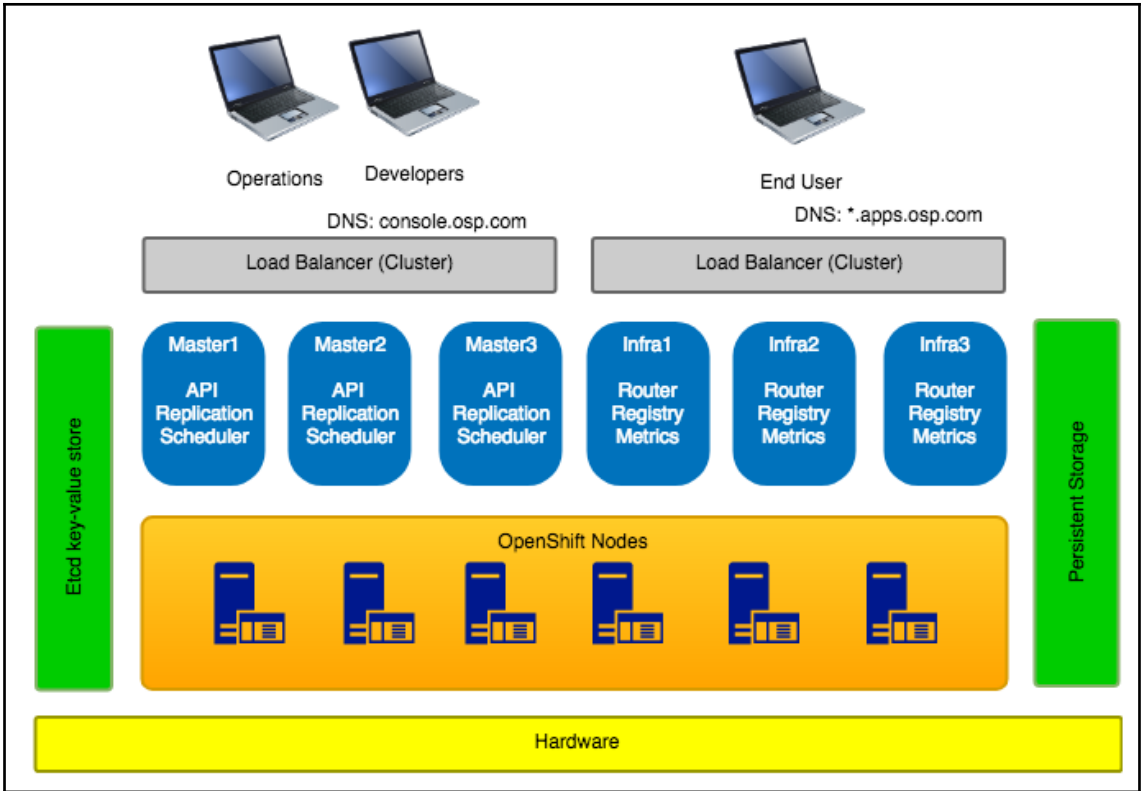 Operations
Developers
End User
DNS: console.osp.com
DNS: *.apps.osp.com
Load Balancer (Cluster)
Load Balancer (Cluster)
Etcd key-value store
Master1
API
Replication
Scheduler
Master2
API
Replication
Scheduler
Master3
API
Replication
Scheduler
Infra1
Router
Registry
Metrics
Infra2
Router
Registry
Metrics
Infra3
Router
Registry
Metrics
Persistent Storage
OpenShift Nodes
Hardware